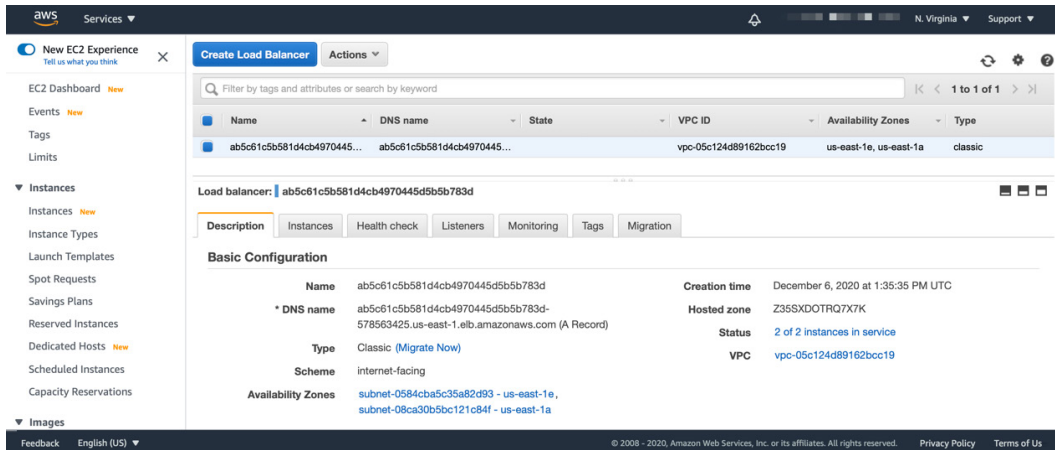 aws Services ▼ N. Virginia ▼ Support ▼
New EC2 Experience
Tell us what you think
EC2 Dashboard New
Events New
Tags
Limits
▼ Instances
Instances New
Instance Types
Launch Templates
Spot Requests
Savings Plans
Reserved Instances
Dedicated Hosts New
Scheduled Instances
Capacity Reservations
▼ Images
Create Load Balancer Actions
Filter by tags and attributes or search by keyword 1 to 1 of 1
Name DNS name State VPC ID Availability Zones Type
ab5c61c5b581d4cb4970445... ab5c61c5b581d4cb4970445... vpc-05c124d89162bcc19 us-east-1e, us-east-1a classic
Load balancer: ab5c61c5b581d4cb4970445d5b5b783d
Description Instances Health check Listeners Monitoring Tags Migration
Basic Configuration
Name ab5c61c5b581d4cb4970445d5b5b783d
* DNS name ab5c61c5b581d4cb4970445d5b5b783d-
578563425.us-east-1.elb.amazonaws.com (A Record)
Type Classic (Migrate Now)
Scheme internet-facing
Availability Zones subnet-0584cba5c35a82d93 - us-east-1e,
subnet-08ca30b5bc121c84f - us-east-1a
Creation time December 6, 2020 at 1:35:35 PM UTC
Hosted zone Z35SXDOTRQ7X7K
Status 2 of 2 instances in service
VPC vpc-05c124d89162bcc19
Feedback English (US) ▼ © 2008 - 2020, Amazon Web Services, Inc. or its affiliates. All rights reserved. Privacy Policy Terms of Us